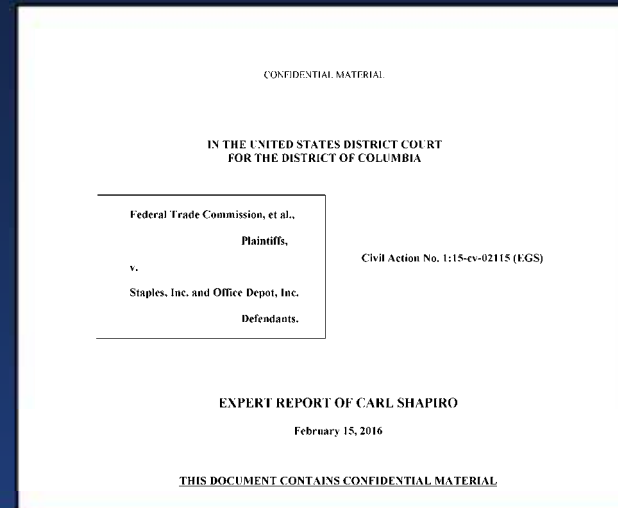 CONFIDENTIAL MATERIAL
IN THE UNITED STATES DISTRICT COURT
FOR THE DISTRICT OF COLUMBIA
Federal Trade Commission, et al.,
Plaintiffs,
v.
Staples, Inc. and Office Depot, Inc.
Defendants.
Civil Action No. 1:15-cv-02115 (EGS)
EXPERT REPORT OF CARL SHAPIRO
February 15, 2016
THIS DOCUMENT CONTAINS CONFIDENTIAL MATERIAL